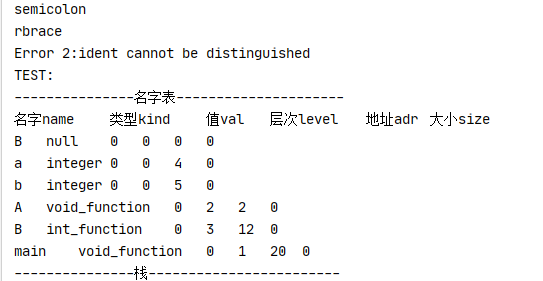 semicolon
rbrace
Error 2:ident cannot be distinguished
TEST:
---------------名字表---------------------
名字name 类型kind 值val 层次level 地址adr 大小size
B null 0 0 0 0
a integer 0 0 4 0
b integer 0 0 5 0
A void_function 0 2 2 0
B int_function 0 3 12 0
main void_function 0 1 20 0
---------------栈------------------------